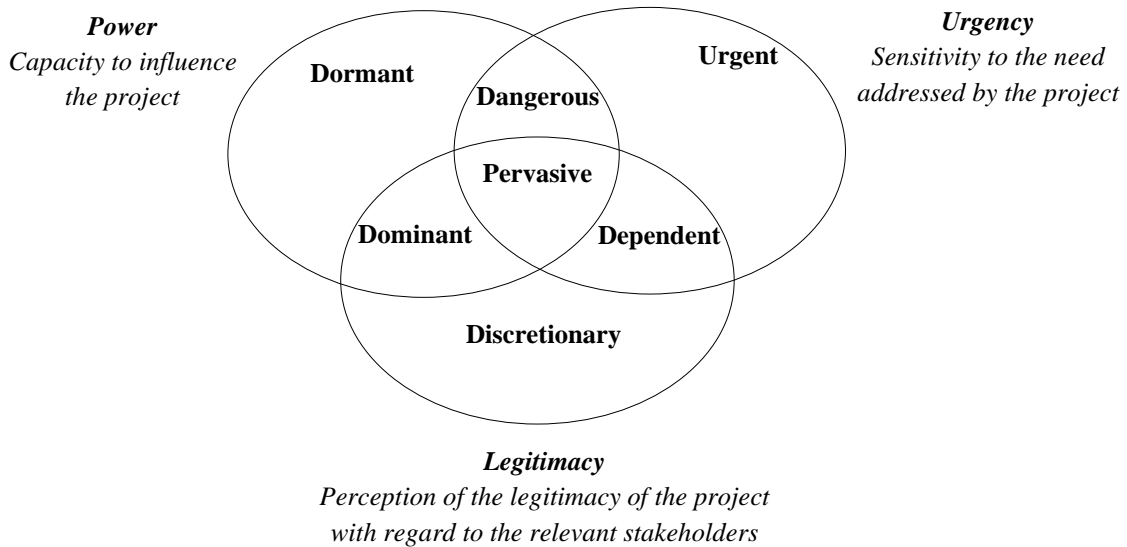 Power
Capacity to influence
the project
Urgency
Sensitivity to the need
addressed by the project
Dormant
Urgent
Dangerous
Pervasive
Dominant
Dependent
Discretionary
Legitimacy
Perception of the legitimacy of the project
with regard to the relevant stakeholders